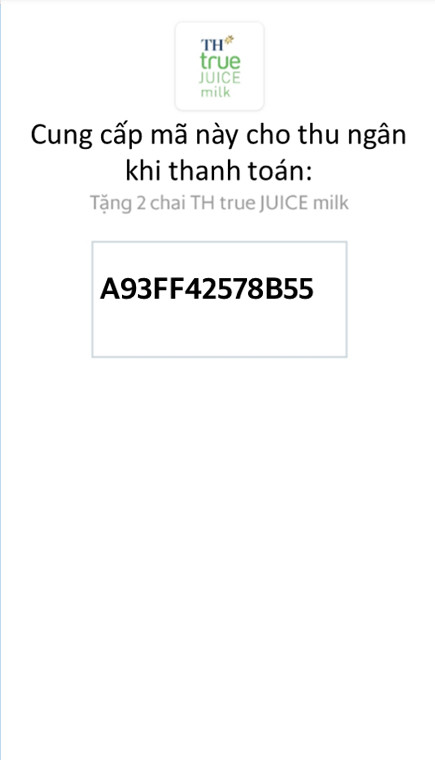 TH
true
JUICE
milk
Cung cấp mã này cho thu ngân
khi thanh toán:
Tặng 2 chai TH true JUICE milk
A93FF42578B55